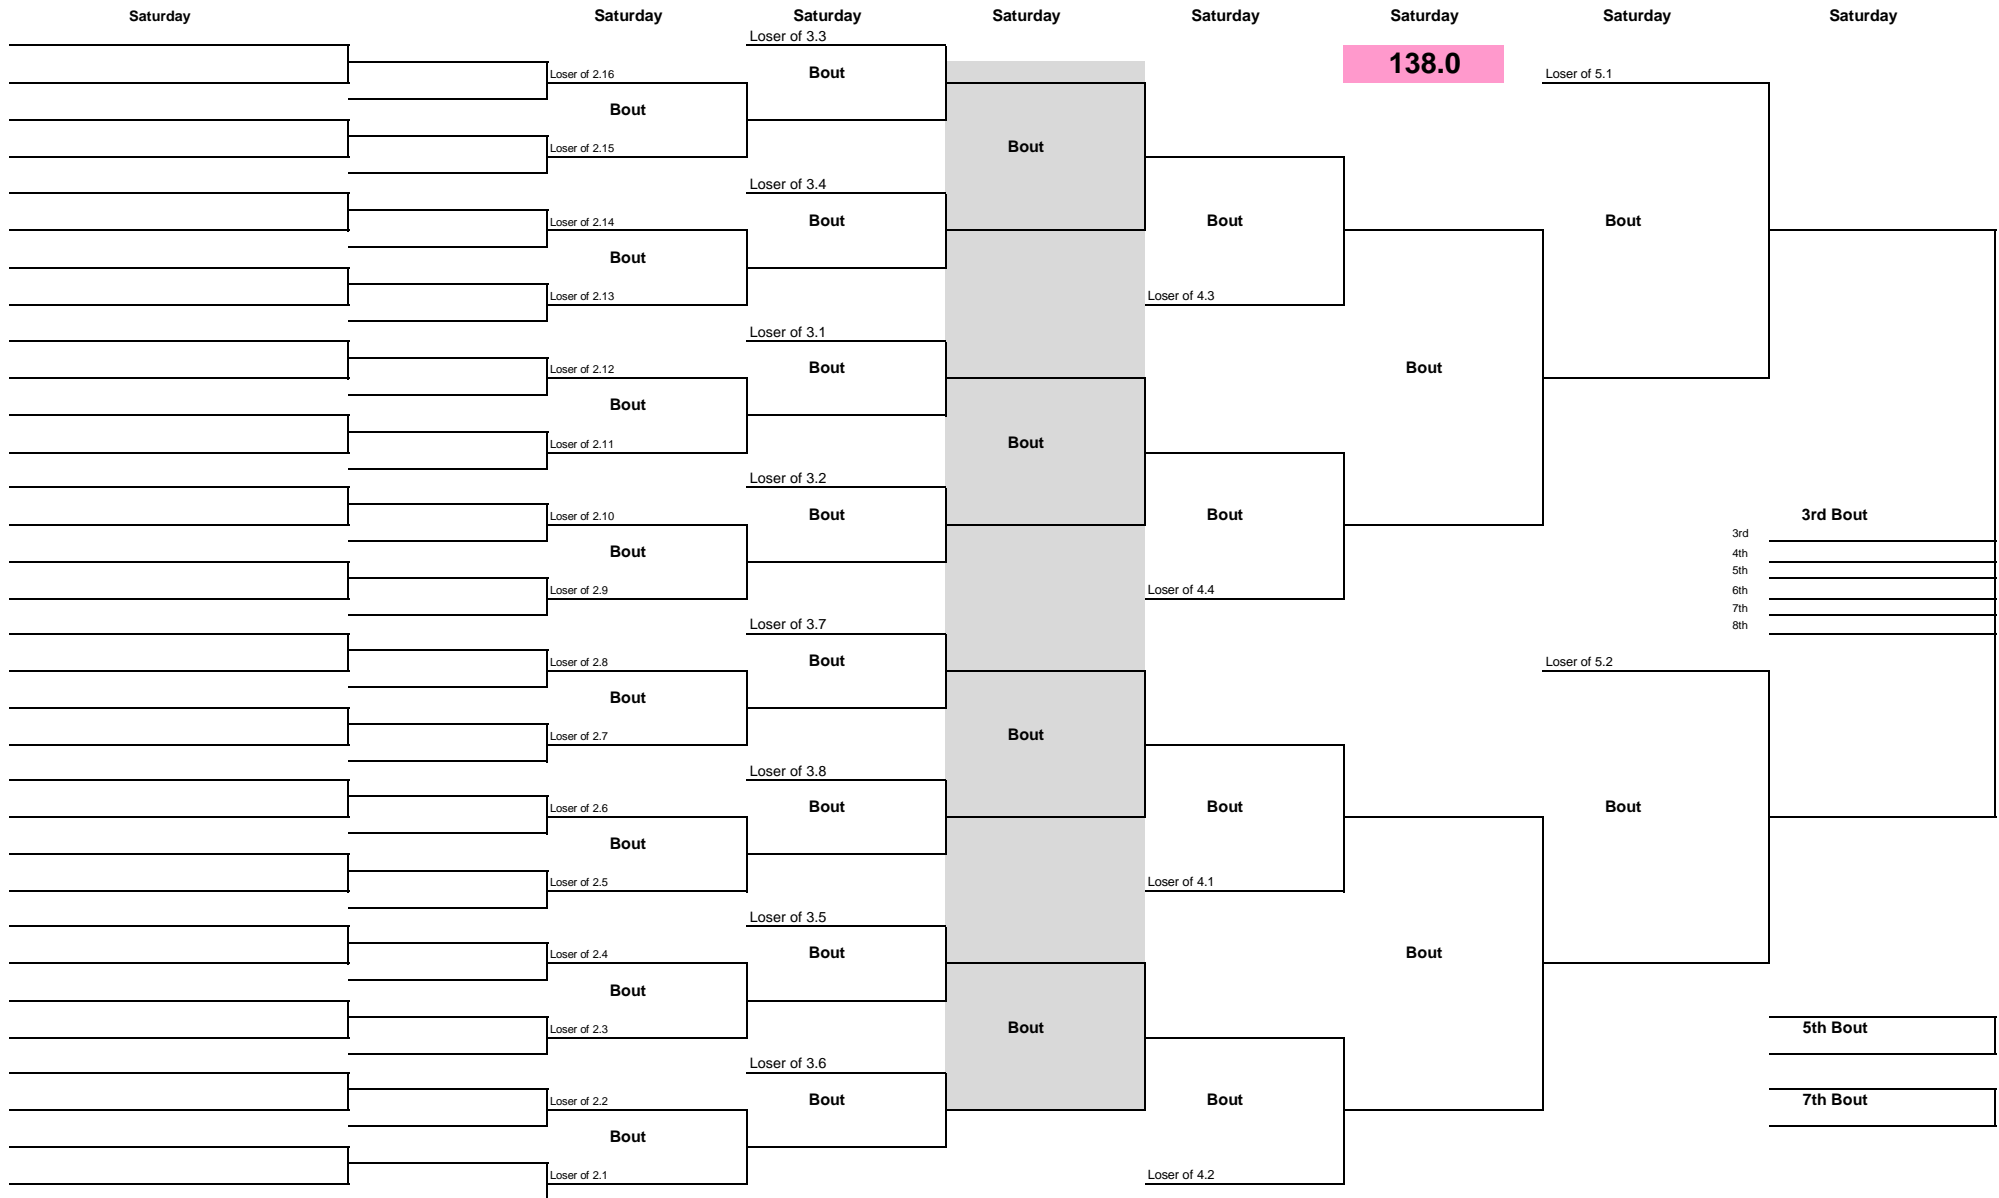 Saturday Saturday Saturday Saturday Saturday Saturday Saturday Saturday
Loser of 3.3
138.0
Loser of 2.16 Bout Loser of 5.1
Bout
Loser of 2.15 Bout
Loser of 3.4
Loser of 2.14 Bout Bout Bout
Bout
Loser of 2.13 Loser of 4.3
Loser of 3.1
Loser of 2.12 Bout Bout
Bout
Loser of 2.11 Bout
Loser of 3.2
Loser of 2.10 Bout Bout 3rd Bout
3rd
Bout 4th
5th
Loser of 2.9 Loser of 4.4 6th
7th
Loser of 3.7 8th
Loser of 2.8 Bout Loser of 5.2
Bout
Loser of 2.7 Bout
Loser of 3.8
Loser of 2.6 Bout Bout Bout
Bout
Loser of 2.5 Loser of 4.1
Loser of 3.5
Loser of 2.4 Bout Bout
Bout
Loser of 2.3 Bout 5th Bout
Loser of 3.6
Loser of 2.2 Bout Bout 7th Bout
Bout
Loser of 2.1 Loser of 4.2